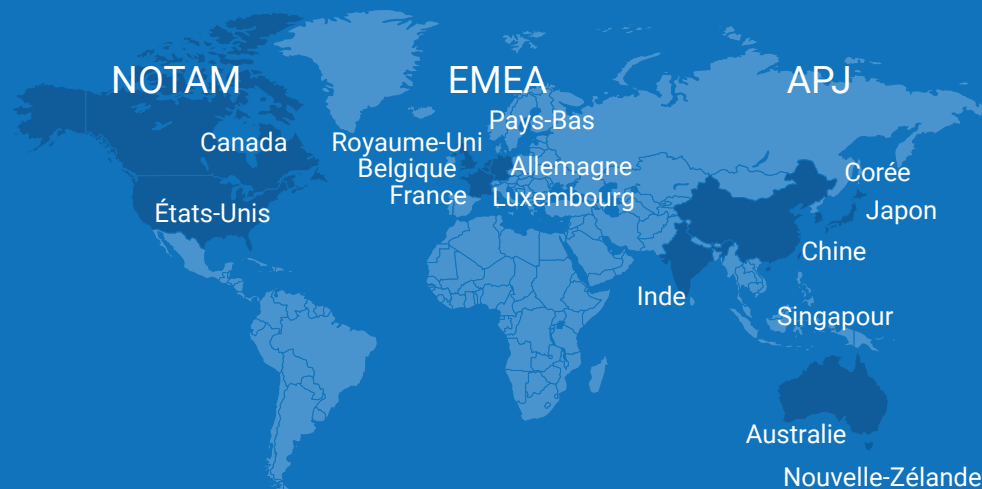 NOTAM
Canada
États-Unis
EMEA
Pays-Bas
Royaume-Uni
Belgique
Allemagne
France
Luxembourg
APJ
Corée
Japon
Chine
Inde
Singapour
Australie
Nouvelle-Zélande